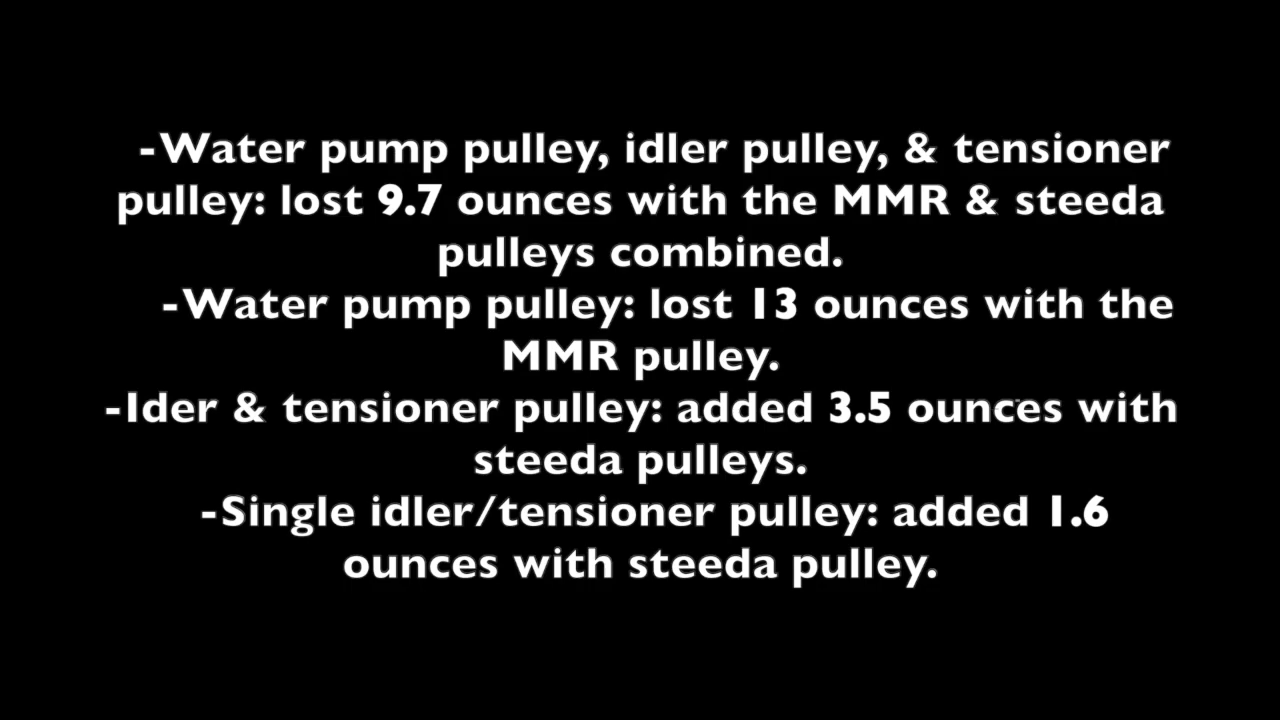 -Water pump pulley, idler pulley, & tensioner
pulley: lost 9.7 ounces with the MMR & steeda
pulleys combined.
-Water pump pulley: lost 13 ounces with the
MMR pulley.
-Ider & tensioner pulley: added 3.5 ounces with
steeda pulleys.
-Single idler/tensioner pulley: added 1.6
ounces with steeda pulley.